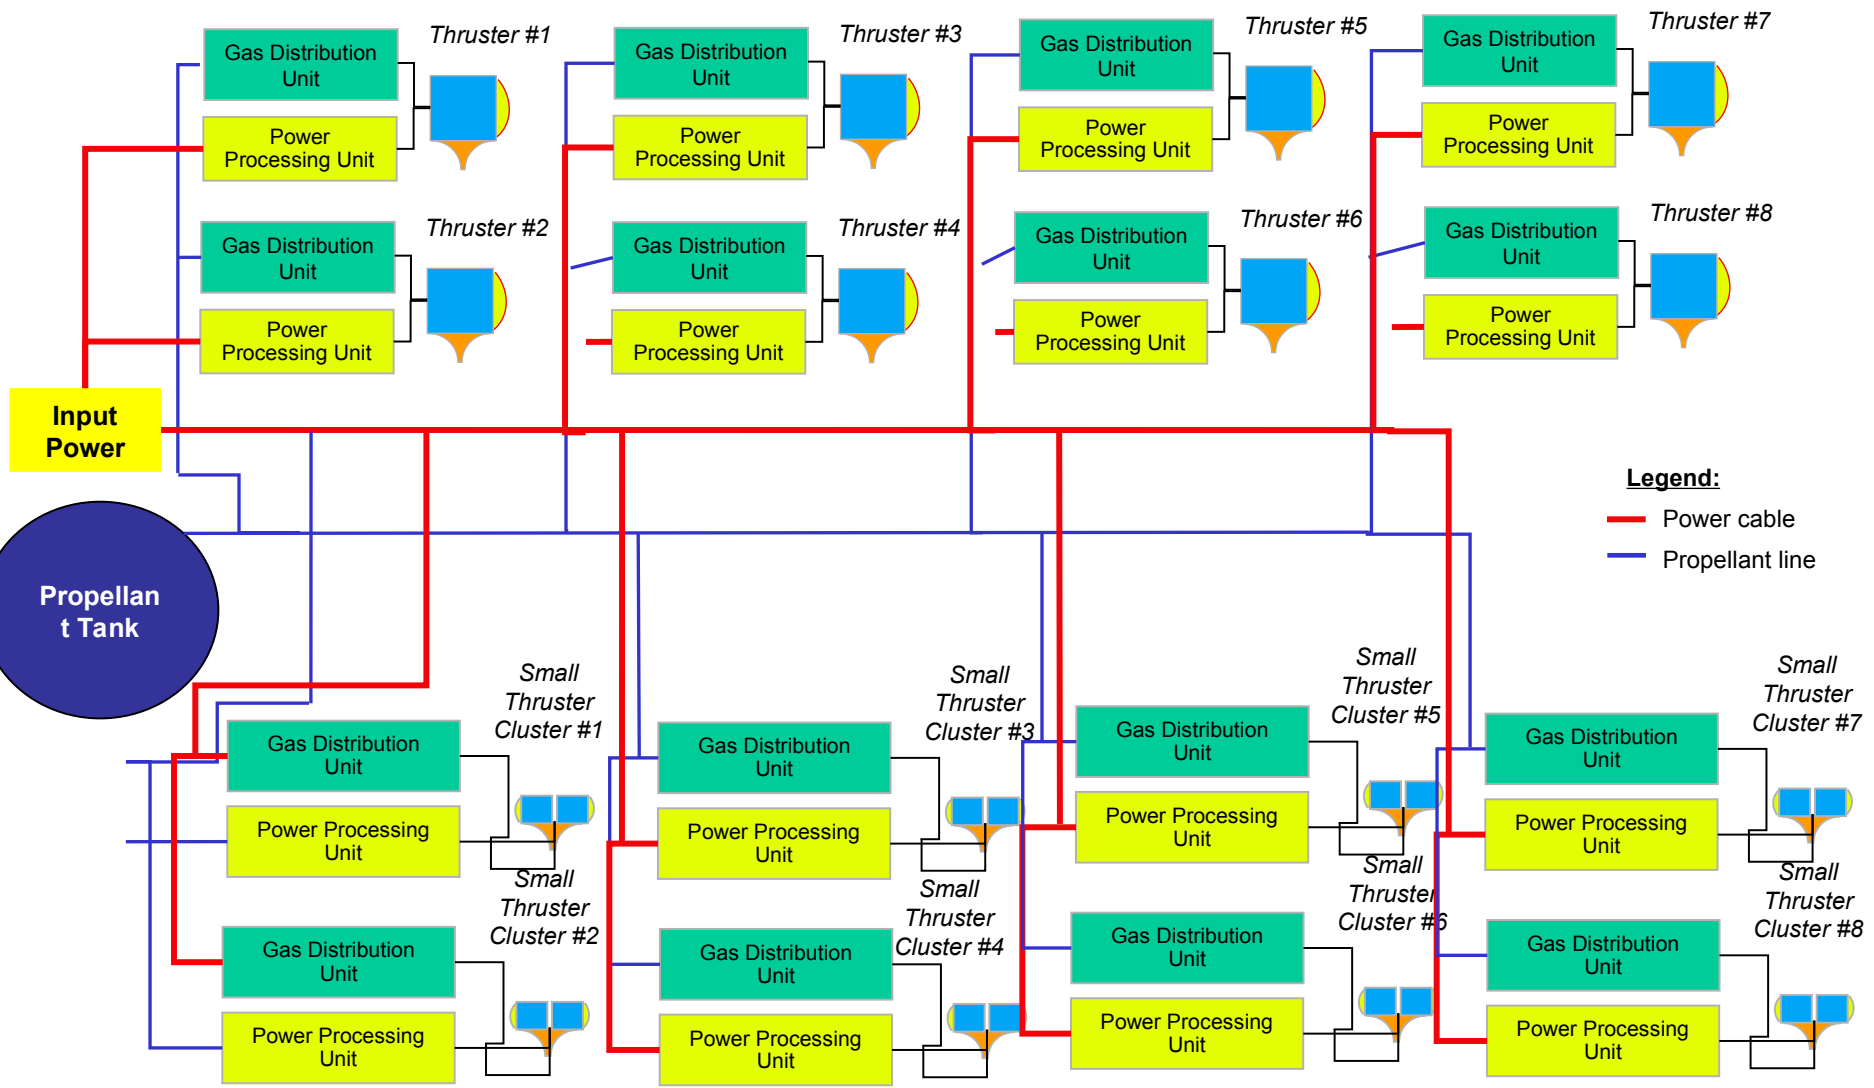 Thruster #1
Gas Distribution
Unit
Power
Processing Unit
Thruster #3
Gas Distribution
Unit
Power
Processing Unit
Thruster #5
Gas Distribution
Unit
Power
Processing Unit
Thruster #7
Gas Distribution
Unit
Power
Processing Unit
Thruster #2
Gas Distribution
Unit
Power
Processing Unit
Thruster #4
Gas Distribution
Unit
Power
Processing Unit
Thruster #6
Gas Distribution
Unit
Power
Processing Unit
Thruster #8
Gas Distribution
Unit
Power
Processing Unit
Input
Power
Legend:
Power cable
Propellant line
Propellan
t Tank
Small
Thruster
Cluster #1
Gas Distribution
Unit
Power Processing
Unit
Small
Thruster
Cluster #3
Gas Distribution
Unit
Power Processing
Unit
Small
Thruster
Cluster #5
Gas Distribution
Unit
Power Processing
Unit
Small
Thruster
Cluster #7
Gas Distribution
Unit
Power Processing
Unit
Small
Thruster
Cluster #2
Gas Distribution
Unit
Power Processing
Unit
Small
Thruster
Cluster #4
Gas Distribution
Unit
Power Processing
Unit
Small
Thruster
Cluster #6
Gas Distribution
Unit
Power Processing
Unit
Small
Thruster
Cluster #8
Gas Distribution
Unit
Power Processing
Unit